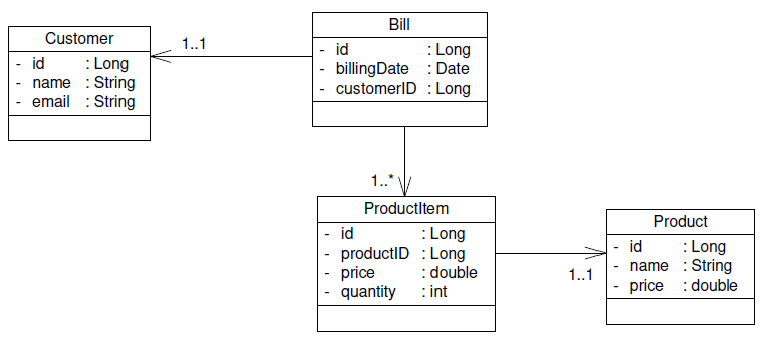 Customer
- id : Long
- name : String
- email : String
1..1
Bill
- id : Long
- billingDate : Date
- customerID : Long
1..*
ProductItem
- id : Long
- productID : Long
- price : double
- quantity : int
1..1
Product
- id : Long
- name : String
- price : double